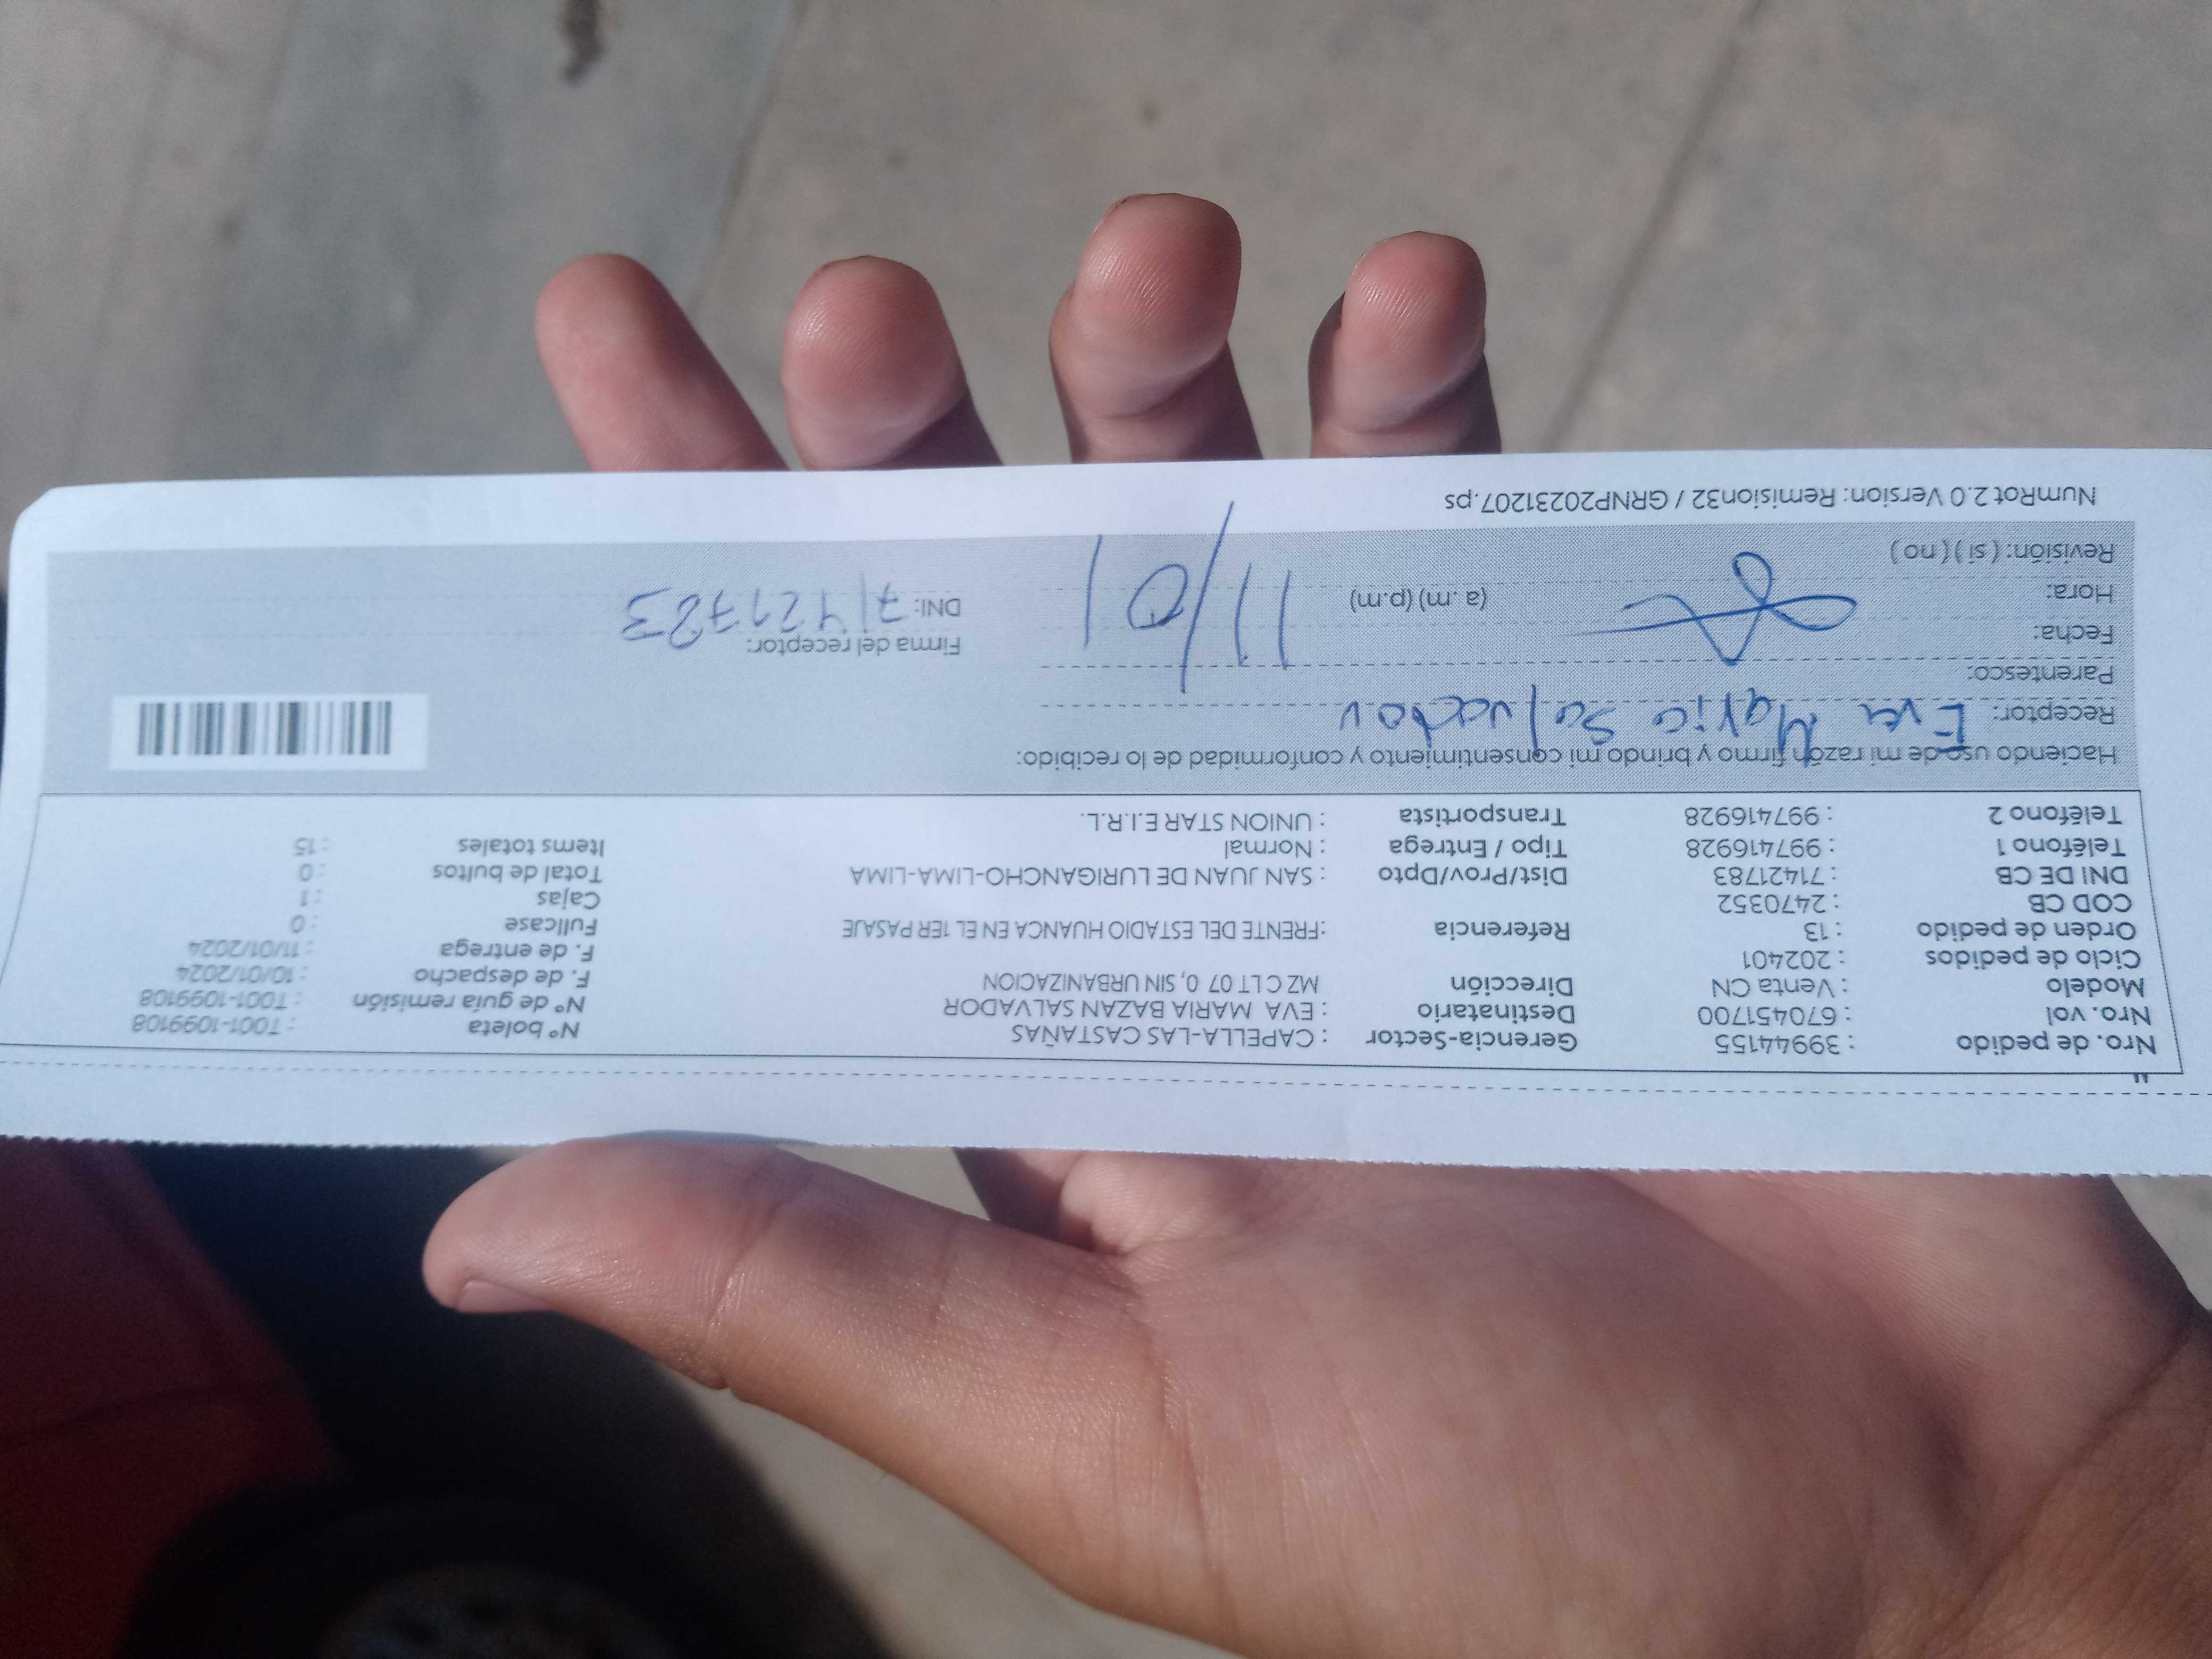 Nro. de pedido : 39944155 Gerencia-Sector : CAPELLA-LAS CASTAÑAS Nº boleta : T001-1099108
Nro. vol : 670451700 Destinatario : EVA MARIA BAZAN SALVADOR Nº de guía remisión : T001-1099108
Modelo : Venta CN Dirección MZ C LT 07 0, SIN URBANIZACION F. de despacho : 10/01/2024
Ciclo de pedidos : 202401 F. de entrega : 11/01/2024
Orden de pedido : 13 Referencia :FRENTE DEL ESTADIO HUANCA EN EL 1ER PASAJE Fullcase : 0
COD CB : 2470352 Cajas : 1
DNI DE CB : 71421783 Dist/Prov/Dpto : SAN JUAN DE LURIGANCHO-LIMA-LIMA Total de bultos : 0
Teléfono 1 : 997416928 Tipo / Entrega : Normal Items totales : 15
Teléfono 2 : 997416928 Transportista : UNION STAR E.I.R.L.
Haciendo uso de mi razón firmo y brindo mi consentimiento y conformidad de lo recibido:
Receptor: Eva Maria Salvador
Parentesco:
Fecha: 11/01 Firma del receptor:
Hora: (a.m) (p.m) DNI: 71421783
Revisión: ( si ) ( no )
NumRot 2.0 Version: Remision32 / GRNP20231207.ps